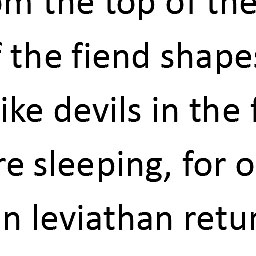 om the top of the
f the fiend shapes
ike devils in the f
re sleeping, for o
n leviathan retur